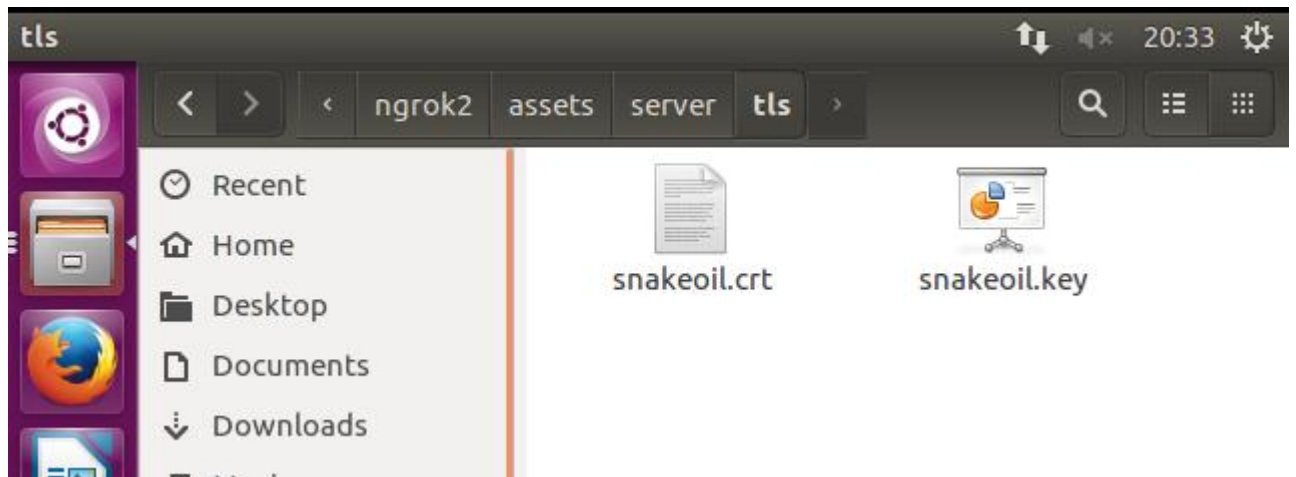 tls
20:33
ngrok2 assets server tls
Recent
Home
Desktop
Documents
Downloads
snakeoil.crt
snakeoil.key